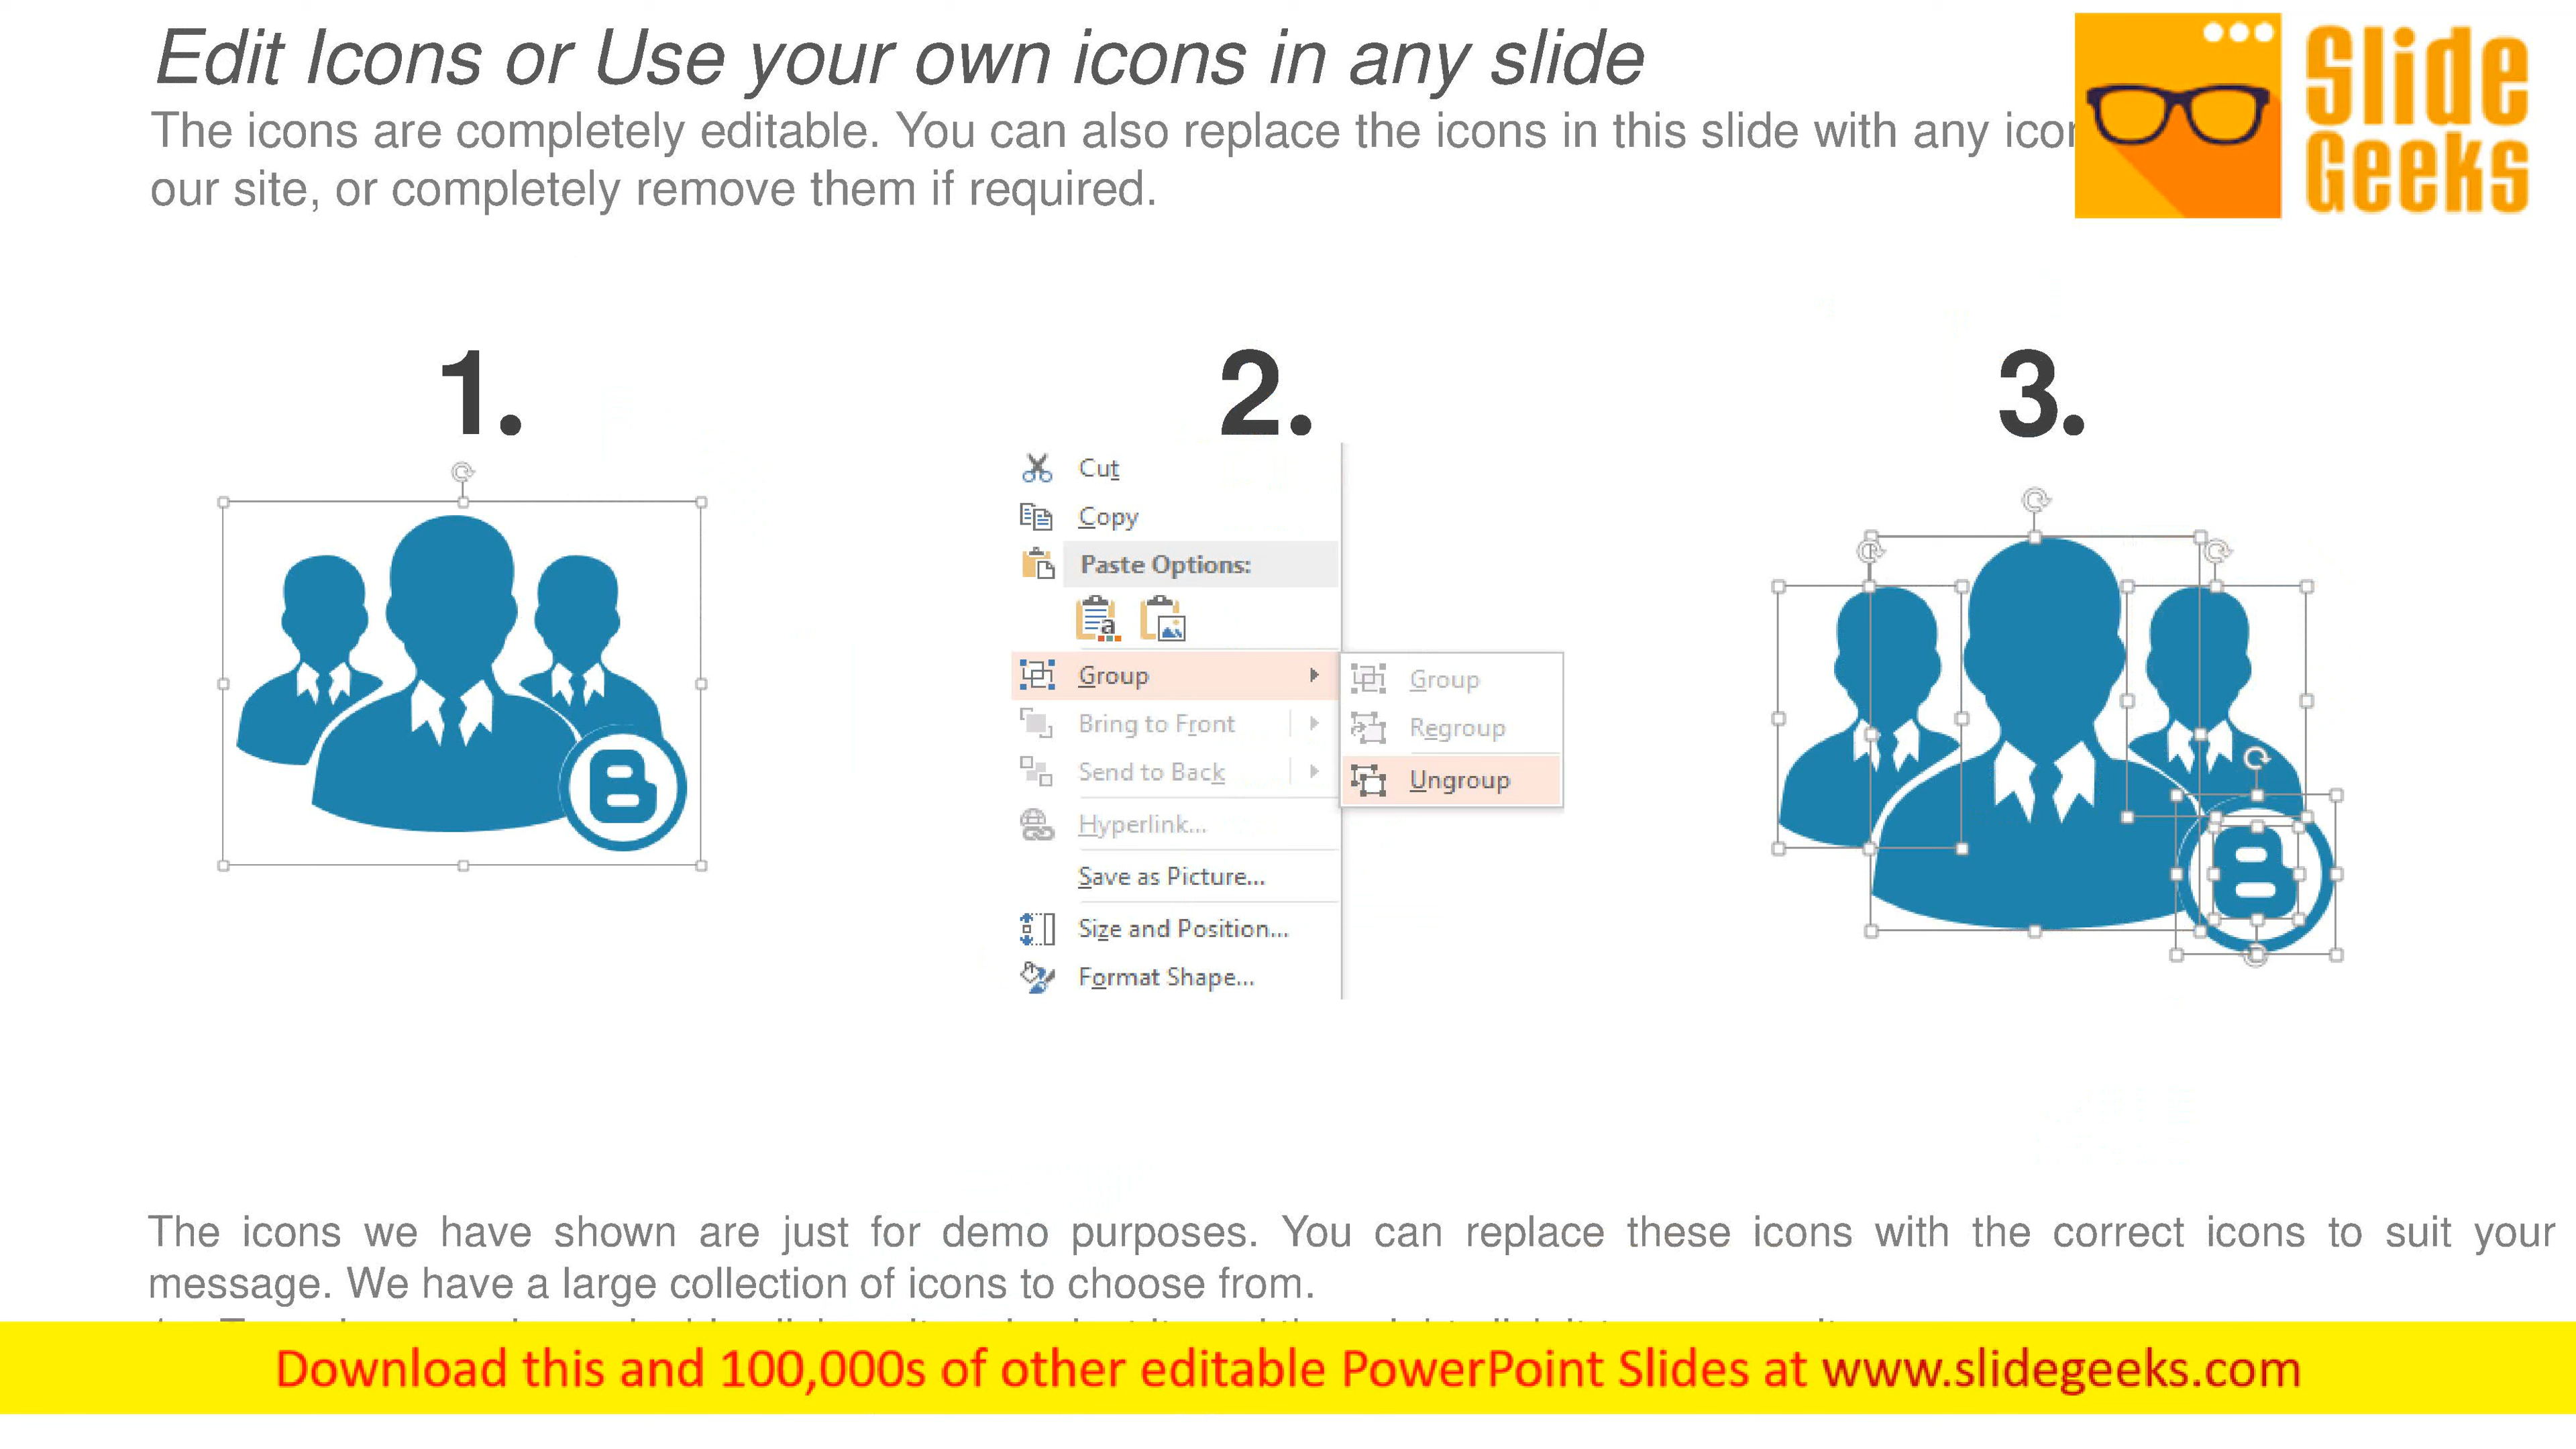 Edit Icons or Use your own icons in any slide
The icons are completely editable. You can also replace the icons in this slide with any
our site, or completely remove them if required.
Slide
Geeks
1.
2.
3.
Cut
Copy
Paste Options:
a
Group
Bring to Front
Send to Back
Hyperlink...
Save as Picture...
Size and Position...
Format Shape...
Group
Regroup
Ungroup
B
B
The icons we have shown are just for demo purposes. You can replace these icons with the correct icons to suit your
message. We have a large collection of icons to choose from.
Download this and 100,000s of other editable PowerPoint Slides at www.slidegeeks.com